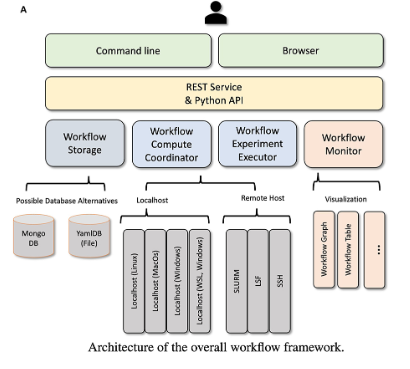 A
Command line
Browser
REST Service
& Python API
Workflow
Storage
Workflow
Compute
Coordinator
Workflow
Experiment
Executor
Workflow
Monitor
Possible Database Alternatives
Localhost
Remote Host
Visualization
Mongo
DB
YamlDB
(File)
Localhost (Linux)
Localhost (MacOs)
Localhost (Windows)
Localhost (WSL, Windows)
SLURM
LSF
SSH
Workflow Graph
Workflow Table
...
Architecture of the overall workflow framework.